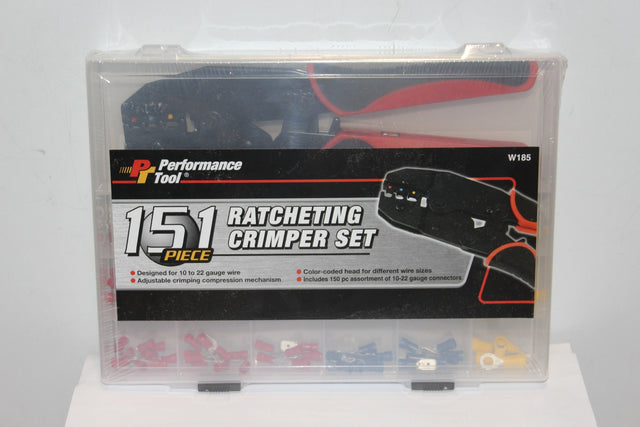 W185
Pt Performance
Tool®
151
PIECE
RATCHETING
CRIMPER SET
• Designed for 10 to 22 gauge wire
• Adjustable crimping compression mechanism
• Color-coded head for different wire sizes
• Includes 150 pc assortment of 10-22 gauge connectors